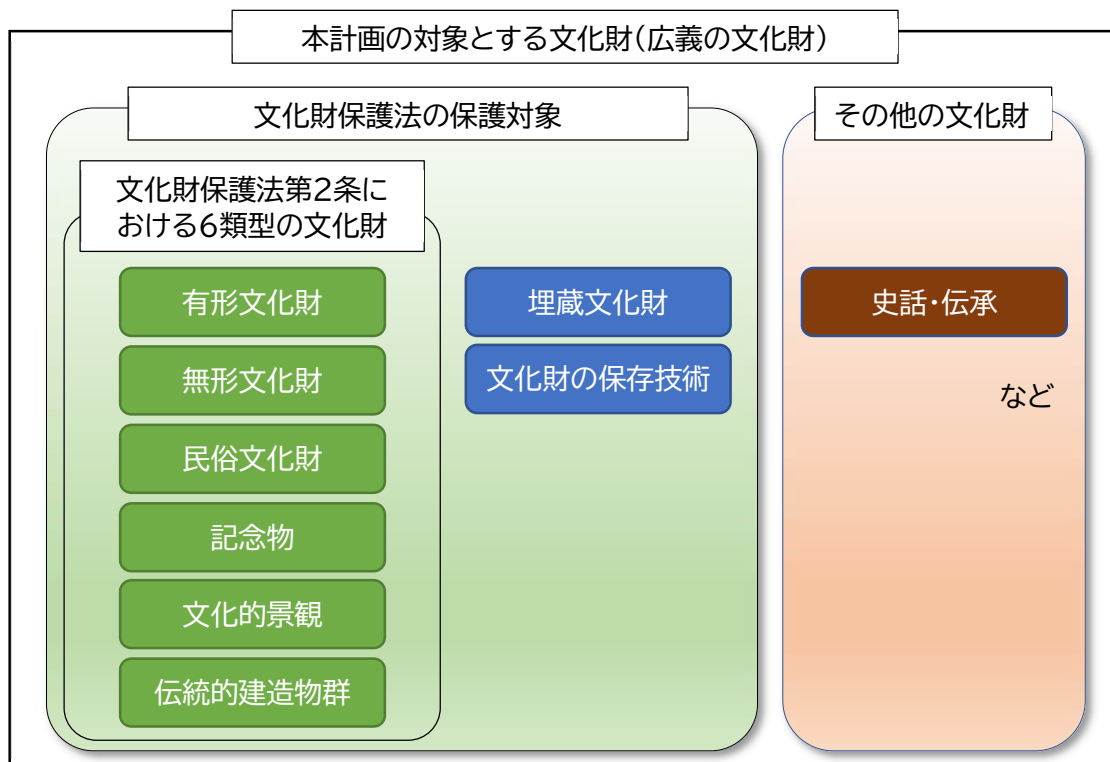 本計画の対象とする文化財(広義の文化財)
文化財保護法の保護対象
文化財保護法第2条に
おける6類型の文化財
有形文化財
無形文化財
民俗文化財
記念物
文化的景観
伝統的建造物群
埋蔵文化財
文化財の保存技術
その他の文化財
史話・伝承
など